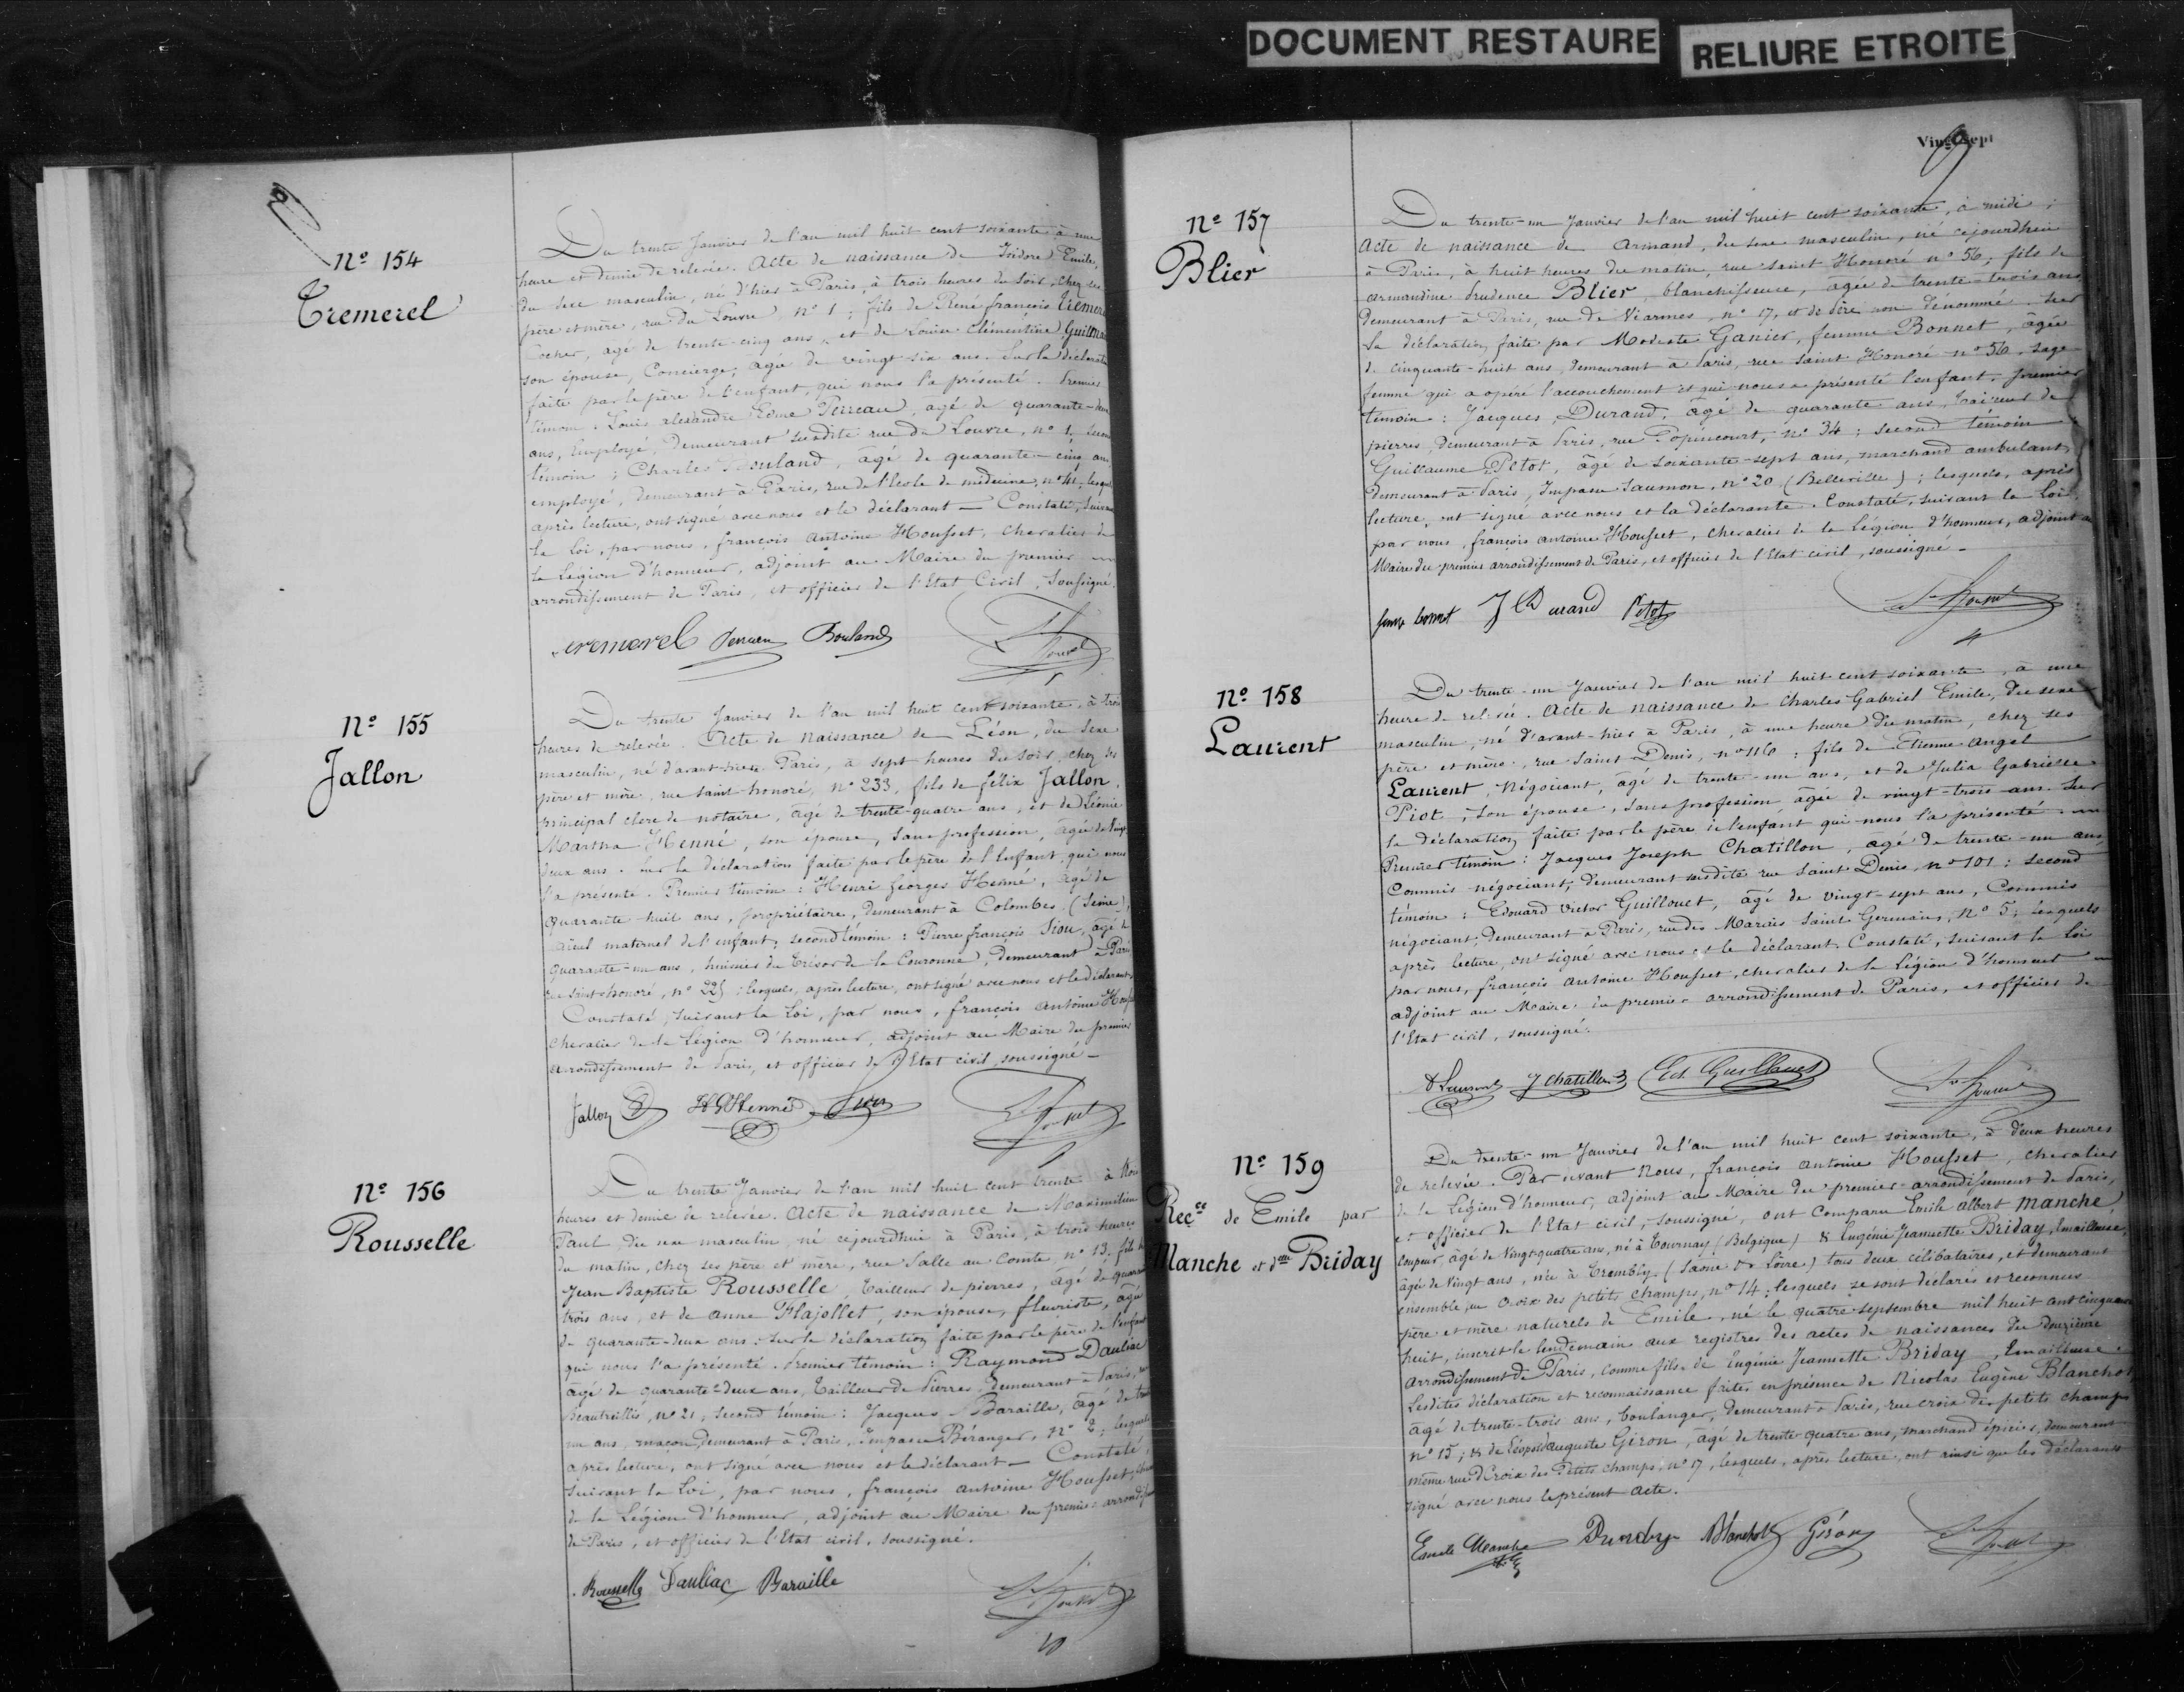 DOCUMENT RESTAURE
RELIURE ETROITE
Nº 154
Tremerel
Du trente Janvier de l'an mil huit cent soixante à une
heure et demie de relevée. Acte de naissance de Isidore Emile,
du sexe masculin, né d'hier à Paris, à trois heures du soir, chez ses
père et mère, rue du Louvre, nº 1; fils de René françois Tremerel
Cocher, agé de trente-cinq ans, et de Louise Clémentine
son épouse, Concierge, agée de vingt-six ans. Sur la déclaration
faite par le père de l'enfant, qui nous l'a présenté. Premier
témoin: Louis alexandre Edme Perreau, agé de quarante-
ans, Employé, Demeurant susdite rue du Louvre, nº 1, second
témoin; Charles Bouland, âgé de quarante-cinq ans
employé, demeurant à Paris, rue de l'Ecole de médecine, nº 41, lesquels
après lecture, ont signé avec nous et le déclarant — Constaté, suivant
la Loi, par nous, françois antoine Housset, chevalier de
la Légion d'honneur, adjoint au Maire du premier
arrondissement de Paris, et officier de l'Etat Civil, Soussigné.
Tremerel Perreau Bouland
Nº 155
Jallon
Du trente Janvier de l'an mil huit cent soixante, à trois
heures de relevée. Acte de naissance de Léon, du sexe
masculin, né d'avant-hier à Paris, à sept heures du soir, chez ses
père et mère, rue saint honoré, nº 233, fils de félix Jallon,
principal clerc de notaire, âgé de trente-quatre ans, et de Léonie
Martha Henné, son épouse, sans profession, âgée de vingt-
deux ans. sur la déclaration faite par le père de l'enfant, qui nous
l'a présenté. Premier témoin: Henri Georges Henné, âgé de
quarante-huit ans, propriétaire, demeurant à Colombes (Seine),
aïeul maternel de l'enfant; second témoin: Pierre françois Siou, âgé de
quarante-un ans, huissier du Trésor de la Couronne, demeurant à Paris
rue Saint-honoré, nº 225; lesquels, après lecture, ont signé avec nous et le déclarant.
Constaté, suivant la Loi, par nous, françois antoine Housset
chevalier de la Légion d'honneur, adjoint au Maire du premier
arrondissement de Paris, et officier de l'Etat civil, soussigné —
Jallon HGHenné Siou
Nº 156
Rousselle
Du trente Janvier de l'an mil huit cent trente à trois
heures et demie de relevée. Acte de naissance de Maximilien
Paul, du sexe masculin, né cejourdhui à Paris, à trois heures
du matin, chez ses père et mère, rue Salle au Comte nº 13; fils de
Jean Baptiste Rousselle, tailleur de pierres, âgé de quarante
trois ans, et de anne Flajollet, son épouse, fleuriste, agée
de quarante-deux ans; sur la déclaration faite par le père de l'enfant
qui nous l'a présenté. Premier témoin: Raymond Dauliac
âgé de quarante-deux ans, tailleur de Pierres, demeurant à Paris, rue
Beautreillis, nº 21, second témoin: Jacques Baraille, âgé de trente
un ans, maçon, demeurant à Paris, Impasse Béranger, nº 2; lesquels
après lecture, ont signé avec nous et le déclarant — Constaté,
suivant la Loi, par nous, françois antoine Housset,
de la Légion d'honneur, adjoint au Maire du premier arrondissement
de Paris, et officier de l'Etat civil, soussigné.
Rousselle Dauliac Baraille
10
Vingt-sept
Nº 157
Blier
Du trente-un Janvier de l'an mil huit cent soixante, à midi;
Acte de naissance de Armand, du sexe masculin, né cejourdhui
à Paris, à huit heures du matin, rue saint Honoré nº 56; fils de
armandine Prudence Blier, blanchisseuse, agée de trente-trois ans
demeurant à Paris, rue de Viarmes, nº 17, et de père non dénommé. Sur
la déclaration faite par Modeste Ganier, femme Bonnet, âgée
de cinquante-huit ans, demeurant à Paris, rue Saint Honoré nº 56, sage
femme qui a opéré l'accouchement et qui nous a présenté l'enfant. premier
témoin: Jacques Durand, âgé de quarante ans, tailleur de
pierres, demeurant à Paris, rue Popincourt, nº 34; second témoin
Guillaume Petot, âgé de soixante-sept ans, marchand ambulant,
demeurant à Paris, Impasse Saumon, nº 20 (Belleville); lesquels, après
lecture, ont signé avec nous et la déclarante. Constaté, suivant la Loi,
par nous, françois antoine Housset, chevalier de la Légion d'honneur, adjoint au
Maire du premier arrondissement de Paris, et officier de l'Etat civil, soussigné —
femme bonnet J Durand Petot
Nº 158
Laurent
Du trente-un Janvier de l'an mil huit cent soixante, à une
heure de relevée. Acte de naissance de Charles Gabriel Emile, du sexe
masculin, né d'avant-hier à Paris, à une heure du matin, chez ses
père et mère, rue Saint Denis, nº 116; fils de Etienne Angel
Laurent, Négociant, âgé de trente-un ans, et de Julia Gabrielle
Piot, son épouse, sans profession, âgée de vingt-trois ans. Sur
la déclaration faite par le père de l'enfant qui nous l'a présenté.
Premier témoin: Jacques Joseph Chatillon, âgé de trente-un ans,
Commis négociant, demeurant susdite rue Saint Denis, nº 101; second
témoin: Edouard Victor Guillouet, âgé de vingt-sept ans, Commis
négociant, demeurant à Paris, rue des Marais Saint Germain, nº 5; lesquels
après lecture, ont signé avec nous et le déclarant. Constaté, suivant la loi
par nous, françois antoine Housset, chevalier de la Légion d'honneur
adjoint au Maire du premier arrondissement de Paris, et officier de
l'Etat civil, soussigné.
Laurent J Chatillon Ed Guillouet
Nº 159
Recce de Emile par
Manche et dlle Briday
Du trente-un Janvier de l'an mil huit cent soixante, à deux heures
de relevée. Par devant Nous, françois antoine Housset, chevalier
de la Légion d'honneur, adjoint au Maire du premier arrondissement de Paris,
et officier de l'Etat civil, soussigné, ont comparu Emile albert Manche,
Coupeur, âgé de vingt-quatre ans, né à Tournay (Belgique) & Eugénie Jeannette Briday, Emailleuse,
âgée de vingt ans, née à Trembly (Saône & Loire) tous deux célibataires, et demeurant
ensemble, rue Croix des petits champs, nº 14; lesquels se sont déclarés et reconnus
père et mère naturels de Emile, né le quatre septembre mil huit cent cinquante
huit, inscrit le lendemain aux registres des actes de naissances du douzième
arrondissement de Paris, comme fils de Eugénie Jeannette Briday, Emailleuse.
Lesdites déclaration et reconnaissance faites en présence de Nicolas Eugène Blanchot
âgé de trente-trois ans, boulanger, demeurant à Paris, rue croix des petits champs
nº 15; & de Léopold auguste Giron, âgé de trente-quatre ans, marchand épicier, demeurant
même rue Croix des Petits champs, nº 17, lesquels, après lecture, ont ainsi que les déclarants
signé avec nous le présent acte.
Emile Manche Briday Blanchot Giron